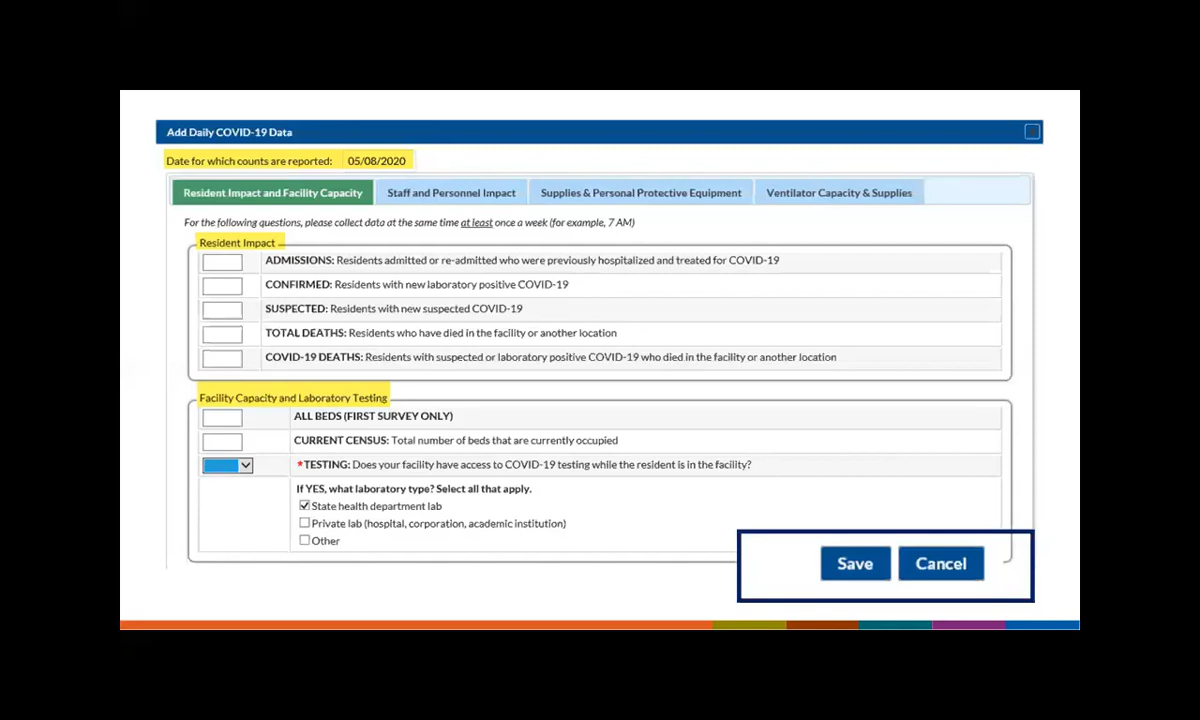 Add Daily COVID-19 Data
Date for which counts are reported: 05/08/2020
Resident Impact and Facility Capacity Staff and Personnel Impact Supplies & Personal Protective Equipment Ventilator Capacity & Supplies
For the following questions, please collect data at the same time at least once a week (for example, 7 AM)
Resident Impact
ADMISSIONS: Residents admitted or re-admitted who were previously hospitalized and treated for COVID-19
CONFIRMED: Residents with new laboratory positive COVID-19
SUSPECTED: Residents with new suspected COVID-19
TOTAL DEATHS: Residents who have died in the facility or another location
COVID-19 DEATHS: Residents with suspected or laboratory positive COVID-19 who died in the facility or another location
Facility Capacity and Laboratory Testing
ALL BEDS (FIRST SURVEY ONLY)
CURRENT CENSUS: Total number of beds that are currently occupied
*TESTING: Does your facility have access to COVID-19 testing while the resident is in the facility?
If YES, what laboratory type? Select all that apply.
State health department lab
Private lab (hospital, corporation, academic institution)
Other
Save Cancel